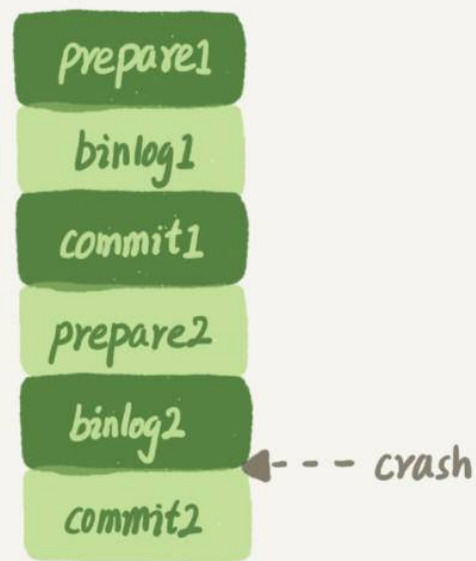 prepare1
binlog1
commit1
prepare2
binlog2
crash
commit2